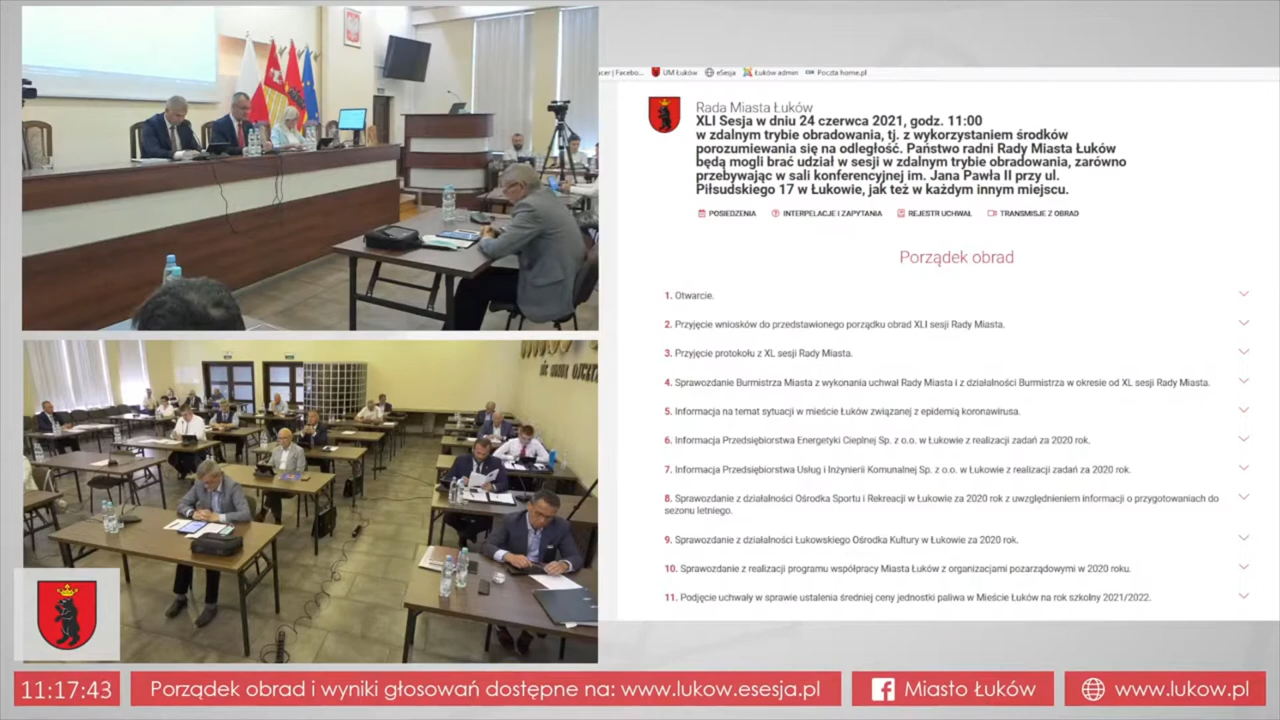 UM Łuków
eSesja
Łuków admin
Poczta home.pl
Rada Miasta Łuków
XLI Sesja w dniu 24 czerwca 2021, godz. 11:00
w zdalnym trybie obradowania, tj. z wykorzystaniem środków
porozumiewania się na odległość. Państwo radni Rady Miasta Łuków
będą mogli brać udział w sesji w zdalnym trybie obradowania, zarówno
przebywając w sali konferencyjnej im. Jana Pawła II przy ul.
Piłsudskiego 17 w Łukowie, jak też w każdym innym miejscu.
POSIEDZENIA INTERPELACJE I ZAPYTANIA REJESTR UCHWAŁ TRANSMISJE Z OBRAD
Porządek obrad
1. Otwarcie.
2. Przyjęcie wniosków do przedstawionego porządku obrad XLI sesji Rady Miasta.
3. Przyjęcie protokołu z XL sesji Rady Miasta.
4. Sprawozdanie Burmistrza Miasta z wykonania uchwał Rady Miasta i z działalności Burmistrza w okresie od XL sesji Rady Miasta.
5. Informacja na temat sytuacji w mieście Łuków związanej z epidemią koronawirusa.
6. Informacja Przedsiębiorstwa Energetyki Cieplnej Sp. z o.o. w Łukowie z realizacji zadań za 2020 rok.
7. Informacja Przedsiębiorstwa Usług i Inżynierii Komunalnej Sp. z o.o. w Łukowie z realizacji zadań za 2020 rok.
8. Sprawozdanie z działalności Ośrodka Sportu i Rekreacji w Łukowie za 2020 rok z uwzględnieniem informacji o przygotowaniach do
sezonu letniego.
9. Sprawozdanie z działalności Łukowskiego Ośrodka Kultury w Łukowie za 2020 rok.
10. Sprawozdanie z realizacji programu współpracy Miasta Łuków z organizacjami pozarządowymi w 2020 roku.
11. Podjęcie uchwały w sprawie ustalenia średniej ceny jednostki paliwa w Mieście Łuków na rok szkolny 2021/2022.
11:17:43
Porządek obrad i wyniki głosowań dostępne na: www.lukow.esesja.pl
Miasto Łuków
www.lukow.pl